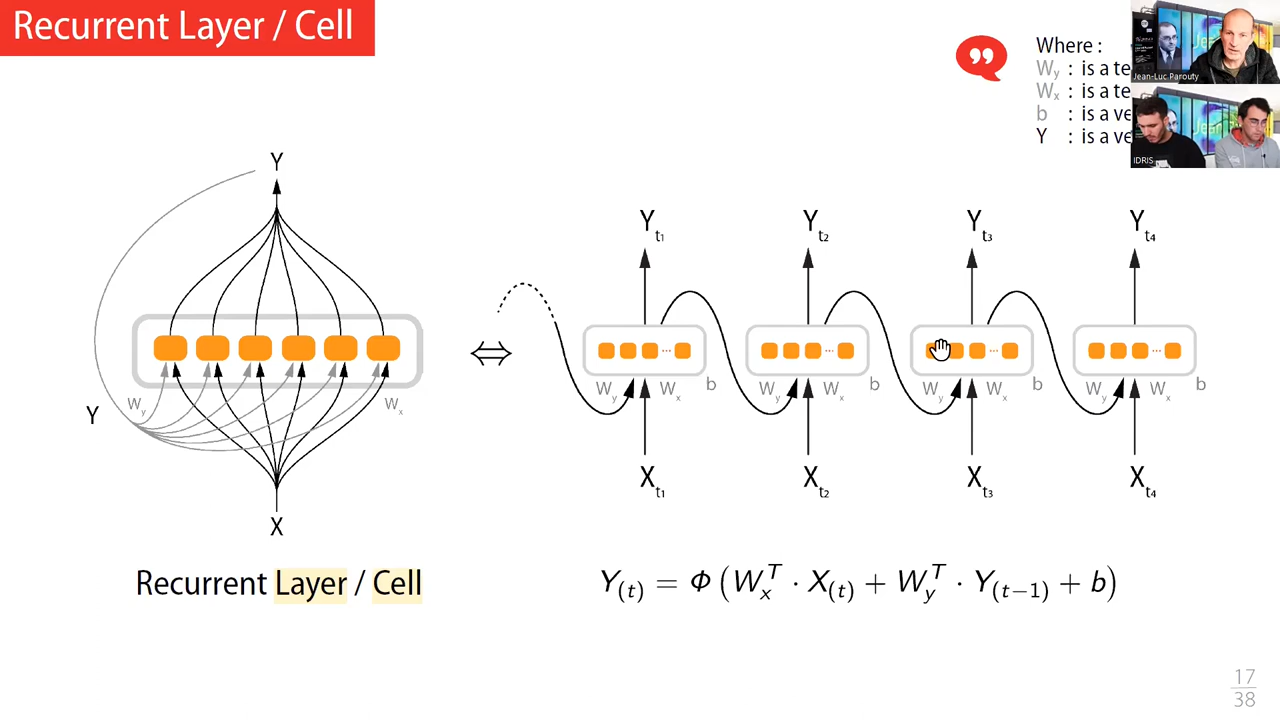 Recurrent Layer / Cell
Where :
Wy : is a te
Wx : is a te
b : is a ve
Y : is a ve
Jean-Luc Parouty
IDRIS
Y
Y
Wy
Wx
X
Recurrent Layer / Cell
⇔
Yt1 Yt2 Yt3 Yt4
... ... ... ...
Wy Wx b Wy Wx b Wy Wx b Wy Wx b
Xt1 Xt2 Xt3 Xt4
Y(t) = Φ (Wx^T · X(t) + Wy^T · Y(t−1) + b)
17
38